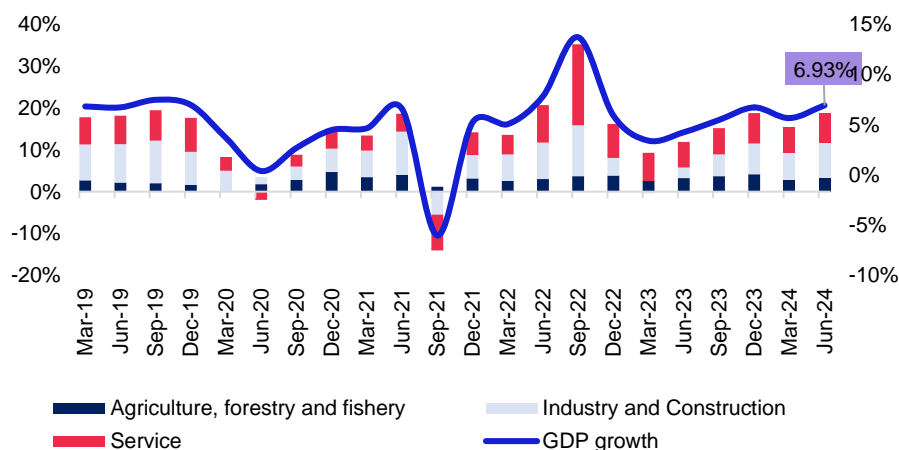 40%
30%
20%
10%
0%
-10%
-20%
15%
10%
5%
0%
-5%
-10%
6.93%
Mar-19
Jun-19
Sep-19
Dec-19
Mar-20
Jun-20
Sep-20
Dec-20
Mar-21
Jun-21
Sep-21
Dec-21
Mar-22
Jun-22
Sep-22
Dec-22
Mar-23
Jun-23
Sep-23
Dec-23
Mar-24
Jun-24
Agriculture, forestry and fishery
Industry and Construction
Service
GDP growth